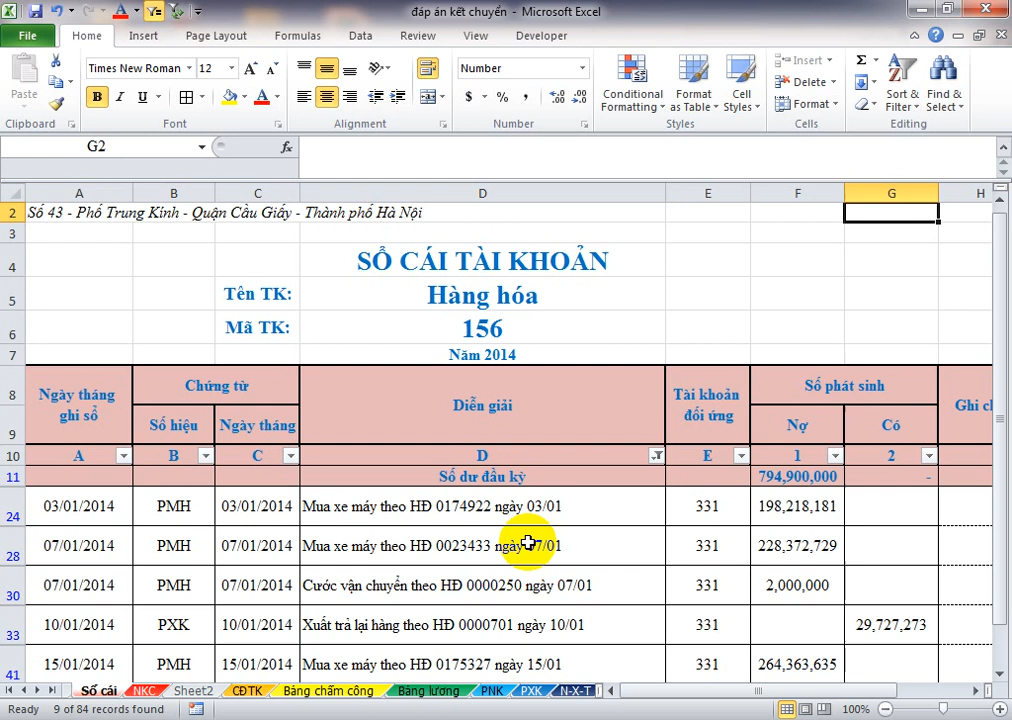 đáp án kết chuyển - Microsoft Excel
File Home Insert Page Layout Formulas Data Review View Developer
Paste
Times New Roman 12
B I U
A A
Number
$ % ,
Conditional Formatting
Format as Table
Cell Styles
Insert
Delete
Format
Σ
Sort & Filter
Find & Select
Clipboard Font Alignment Number Styles Cells Editing
G2 fx
A B C D E F G H
2 Số 43 - Phố Trung Kính - Quận Cầu Giấy - Thành phố Hà Nội
3
4 SỔ CÁI TÀI KHOẢN
5 Tên TK: Hàng hóa
6 Mã TK: 156
7 Năm 2014
8 Ngày tháng ghi sổ Chứng từ Diễn giải Tài khoản đối ứng Số phát sinh
9 Số hiệu Ngày tháng Nợ Có Ghi c
10 A B C D E 1 2
11 Số dư đầu kỳ 794,900,000 -
24 03/01/2014 PMH 03/01/2014 Mua xe máy theo HĐ 0174922 ngày 03/01 331 198,218,181
28 07/01/2014 PMH 07/01/2014 Mua xe máy theo HĐ 0023433 ngày 07/01 331 228,372,729
30 07/01/2014 PMH 07/01/2014 Cước vận chuyển theo HĐ 0000250 ngày 07/01 331 2,000,000
33 10/01/2014 PXK 10/01/2014 Xuất trả lại hàng theo HĐ 0000701 ngày 10/01 331 29,727,273
41 15/01/2014 PMH 15/01/2014 Mua xe máy theo HĐ 0175327 ngày 15/01 331 264,363,635
Sổ cái NKC Sheet2 CĐTK Bảng chấm công Bảng lương PNK PXK N-X-T
Ready 9 of 84 records found 100%